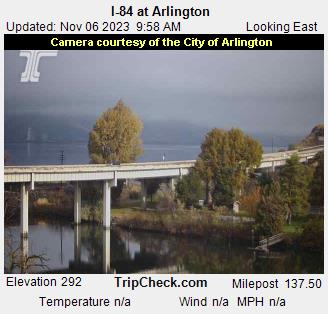 I-84 at Arlington
Updated: Nov 06 2023 9:58 AM Looking East
Camera courtesy of the City of Arlington
Elevation 292 TripCheck.com Milepost 137.50
Temperature n/a Wind n/a MPH n/a